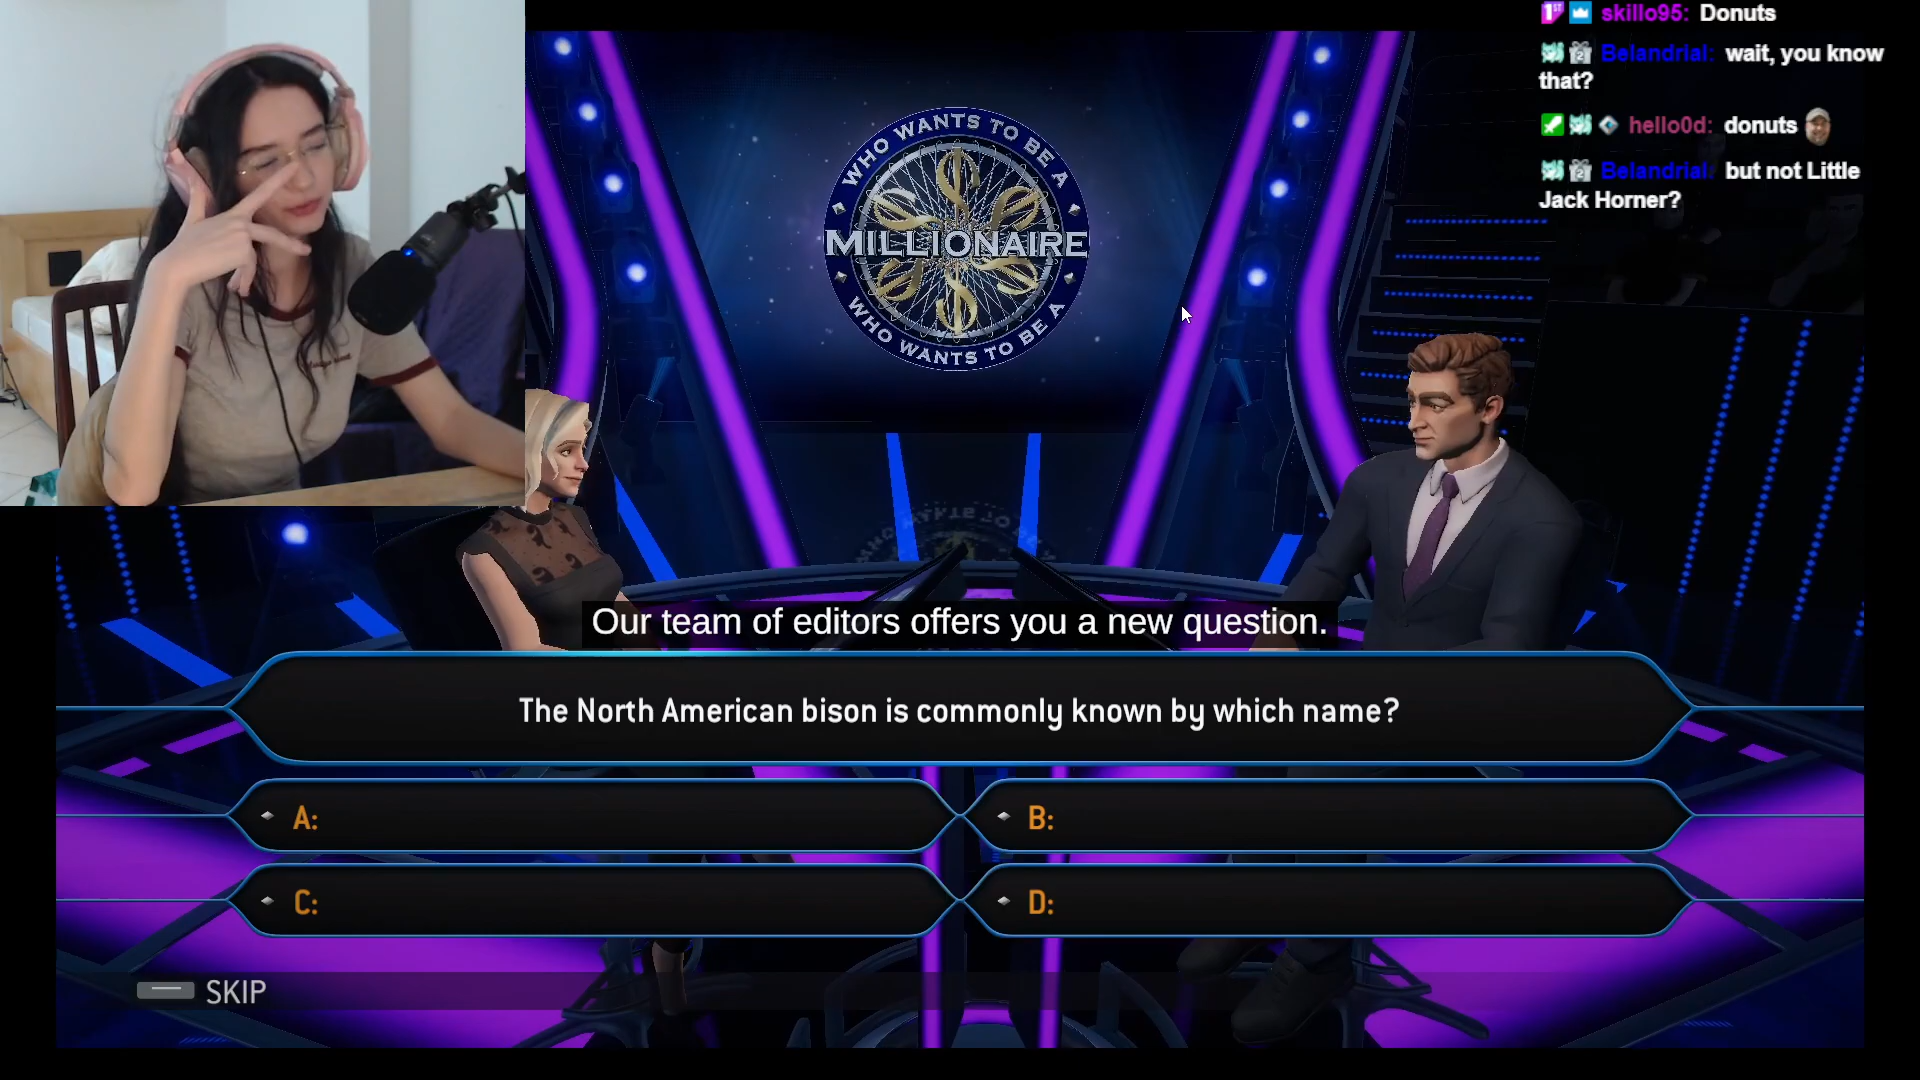 skillo95: Donuts
Belandrial: wait, you know
that?
hello0d: donuts
Belandrial: but not Little
Jack Horner?
WHO WANTS TO BE A
MILLIONAIRE
WHO WANTS TO BE A
Our team of editors offers you a new question.
The North American bison is commonly known by which name?
A:
B:
C:
D:
SKIP